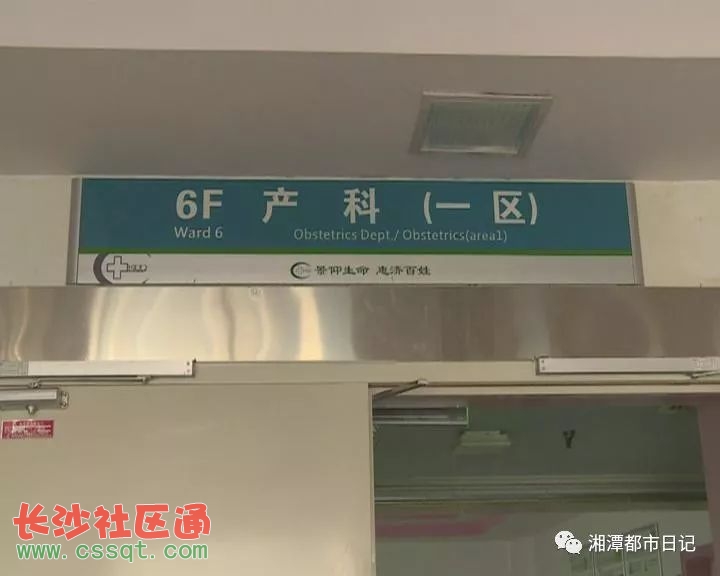 6F 产 科 (一 区)
Ward 6 Obstetrics Dept./ Obstetrics(area1)
景仰生命 惠济百姓
长沙社区通
www.cssqt.com
湘潭都市日记